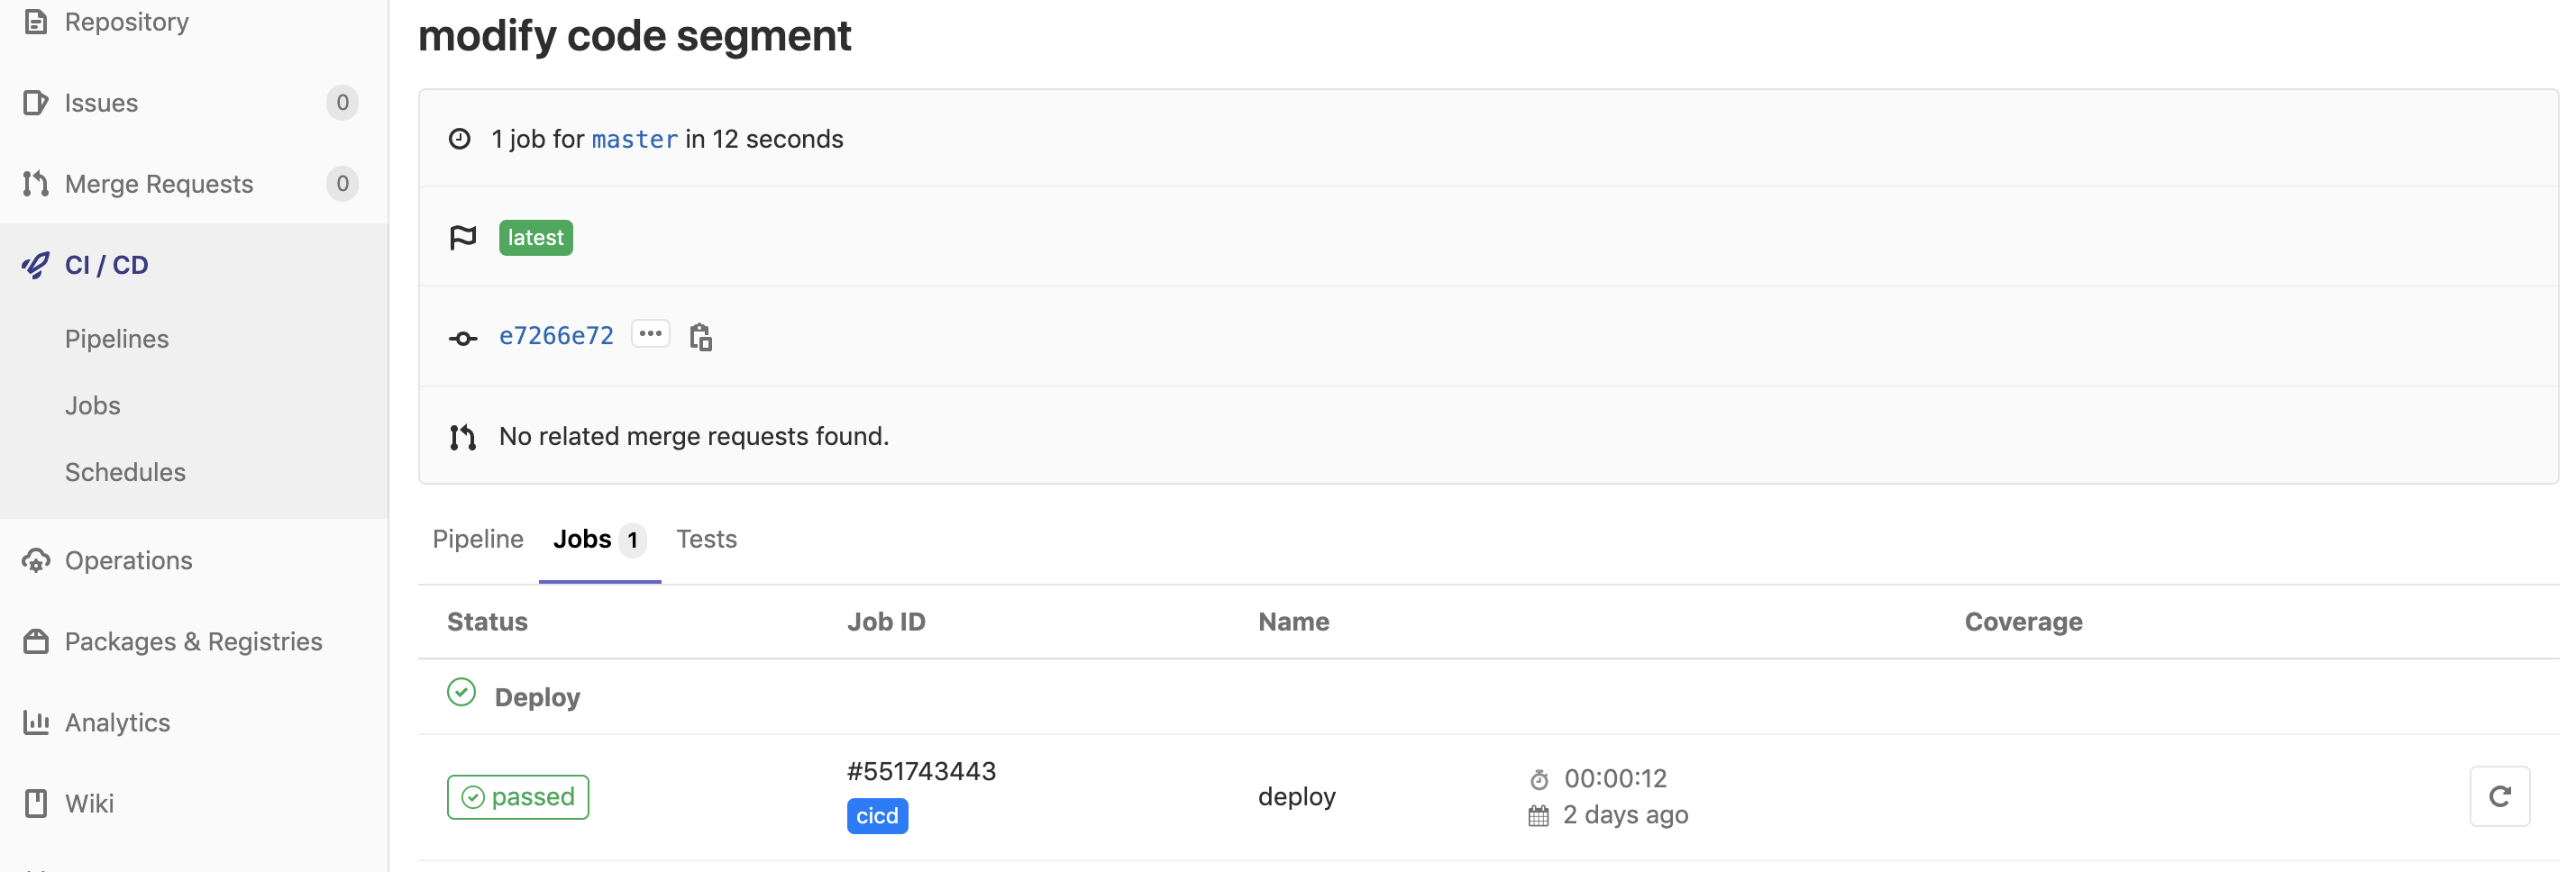 Repository
Issues 0
Merge Requests 0
CI / CD
Pipelines
Jobs
Schedules
Operations
Packages & Registries
Analytics
Wiki
modify code segment
1 job for master in 12 seconds
latest
e7266e72
No related merge requests found.
Pipeline Jobs 1 Tests
Status Job ID Name Coverage
Deploy
passed #551743443 cicd deploy 00:00:12
2 days ago